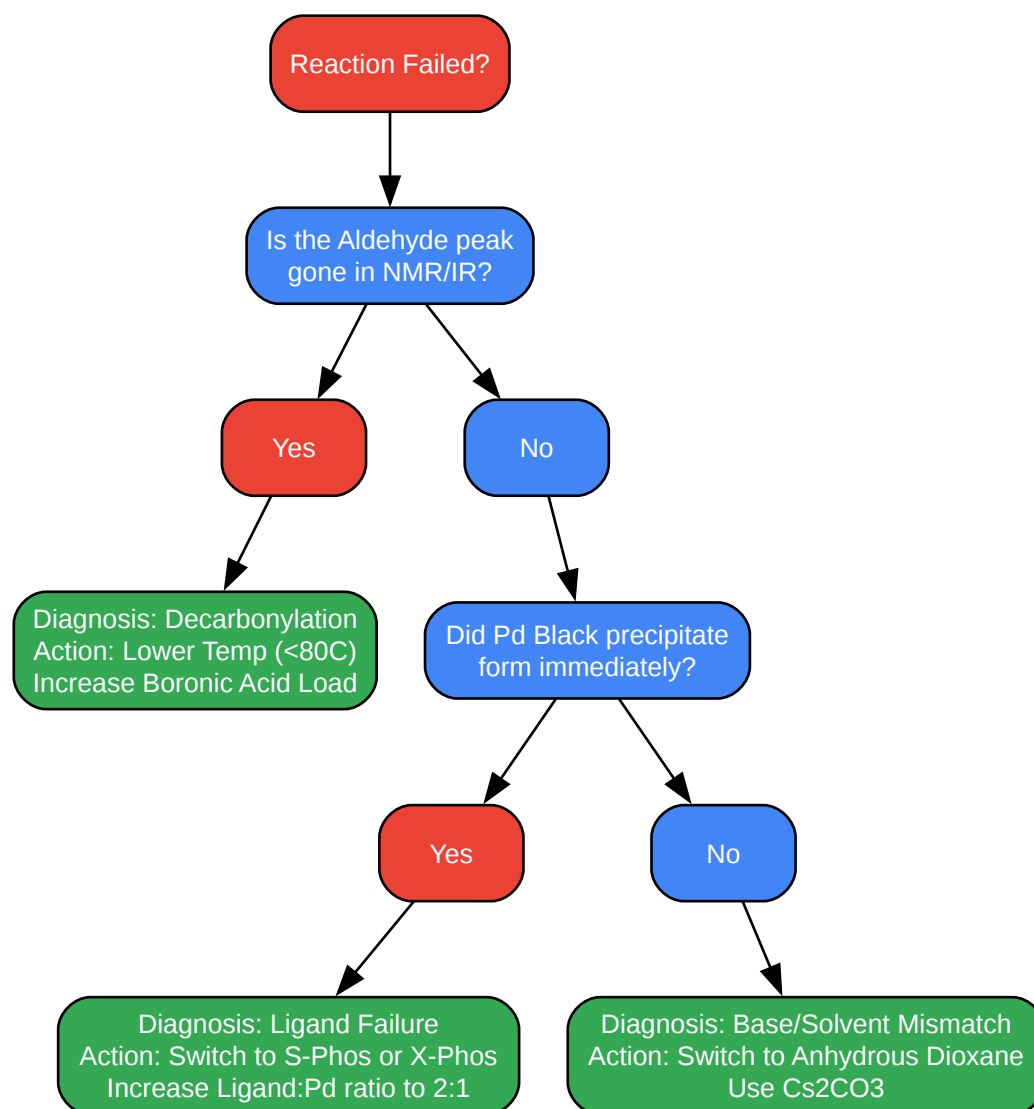 Reaction Failed?
Is the Aldehyde peak
gone in NMR/IR?
Yes
No
Diagnosis: Decarbonylation
Action: Lower Temp (<80C)
Increase Boronic Acid Load
Did Pd Black precipitate
form immediately?
Yes
No
Diagnosis: Ligand Failure
Action: Switch to S-Phos or X-Phos
Increase Ligand:Pd ratio to 2:1
Diagnosis: Base/Solvent Mismatch
Action: Switch to Anhydrous Dioxane
Use Cs2CO3